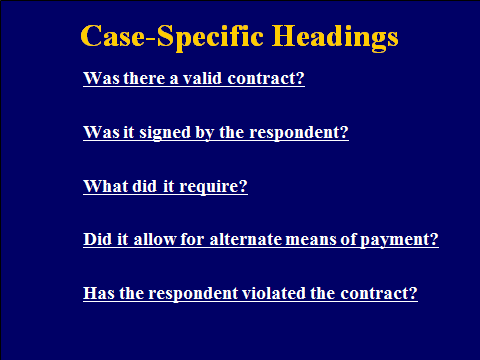 Case-Specific Headings
Was there a valid contract?
Was it signed by the respondent?
What did it require?
Did it allow for alternate means of payment?
Has the respondent violated the contract?